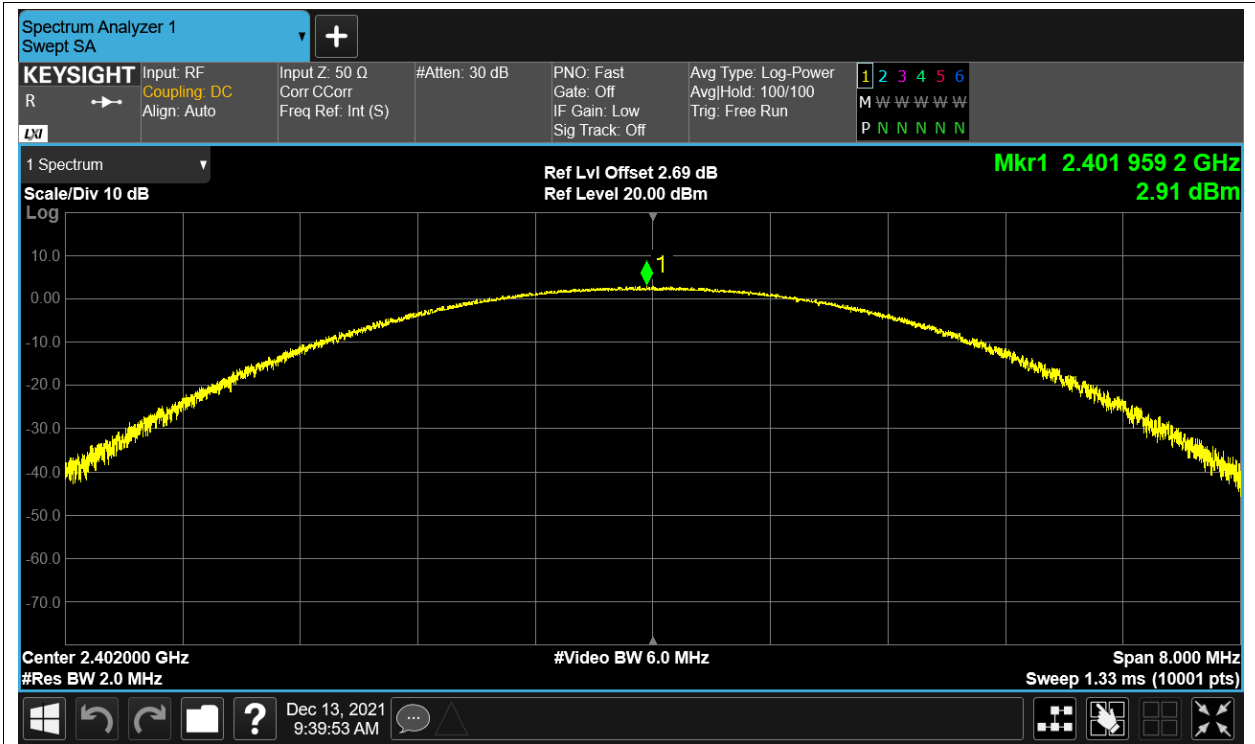 Spectrum Analyzer 1
Swept SA
+
KEYSIGHT
R
LXI
Input: RF
Coupling: DC
Align: Auto
Input Z: 50 Ω
Corr CCorr
Freq Ref: Int (S)
#Atten: 30 dB
PNO: Fast
Gate: Off
IF Gain: Low
Sig Track: Off
Avg Type: Log-Power
Avg|Hold: 100/100
Trig: Free Run
1 2 3 4 5 6
M W W W W W
P N N N N N
1 Spectrum
Scale/Div 10 dB
Log
Ref Lvl Offset 2.69 dB
Ref Level 20.00 dBm
Mkr1 2.401 959 2 GHz
2.91 dBm
1
10.0
0.00
-10.0
-20.0
-30.0
-40.0
-50.0
-60.0
-70.0
Center 2.402000 GHz
#Res BW 2.0 MHz
#Video BW 6.0 MHz
Span 8.000 MHz
Sweep 1.33 ms (10001 pts)
?
Dec 13, 2021
9:39:53 AM